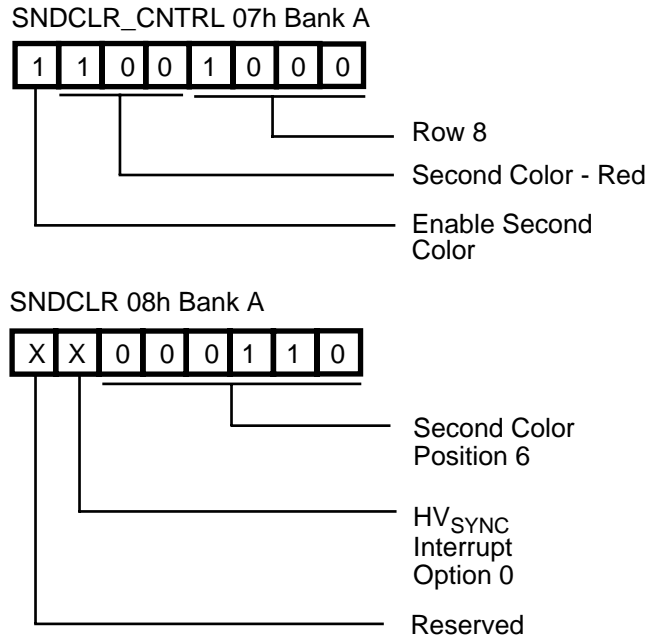 SNDCLR_CNTRL 07h Bank A
1 1 0 0 1 0 0 0
Row 8
Second Color - Red
Enable Second
Color
SNDCLR 08h Bank A
X X 0 0 0 1 1 0
Second Color
Position 6
HVSYNC
Interrupt
Option 0
Reserved